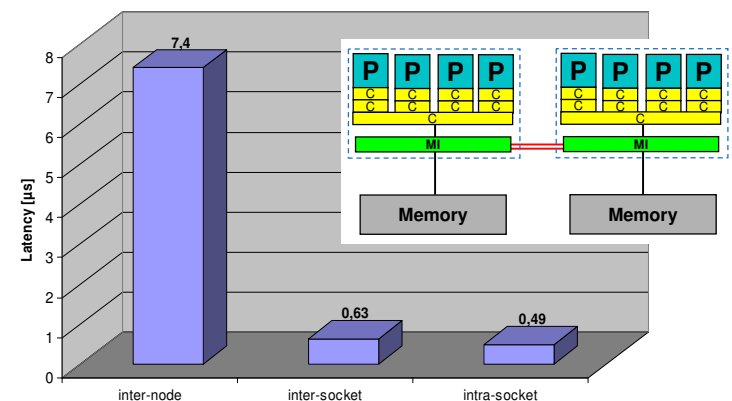 7,4
8
7
6
5
4
3
2
1
0
Latency [µs]
0,63
0,49
inter-node inter-socket intra-socket
P P P P P P P P
C C C C C C C C
C C C C C C C C
C C
MI MI
Memory Memory